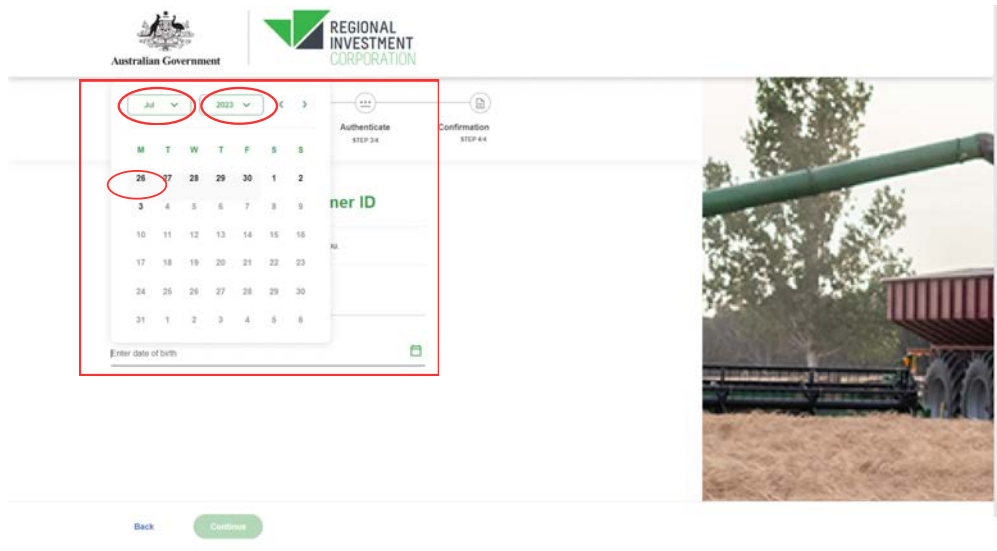 Australian Government
REGIONAL
INVESTMENT
CORPORATION
Jul
2023
Authenticate
STEP 3/4
Confirmation
STEP 4/4
M T W T F S S
26 27 28 29 30 1 2
3 4 5 6 7 8 9
10 11 12 13 14 15 16
17 18 19 20 21 22 23
24 25 26 27 28 29 30
31 1 2 3 4 5 6
ner ID
ou.
Enter date of birth
Back
Continue